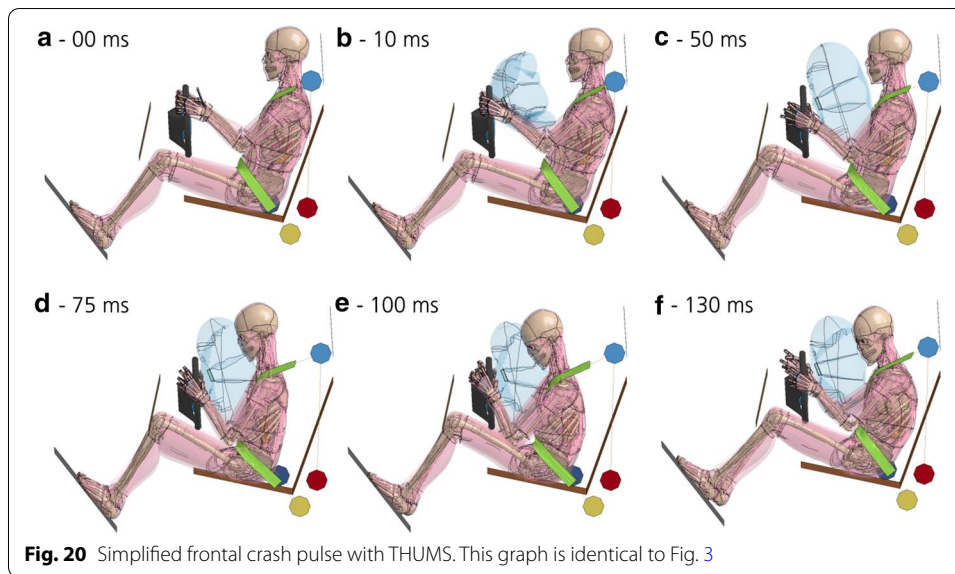 a - 00 ms
b - 10 ms
c - 50 ms
d - 75 ms
e - 100 ms
f - 130 ms
Fig. 20 Simplified frontal crash pulse with THUMS. This graph is identical to Fig. 3